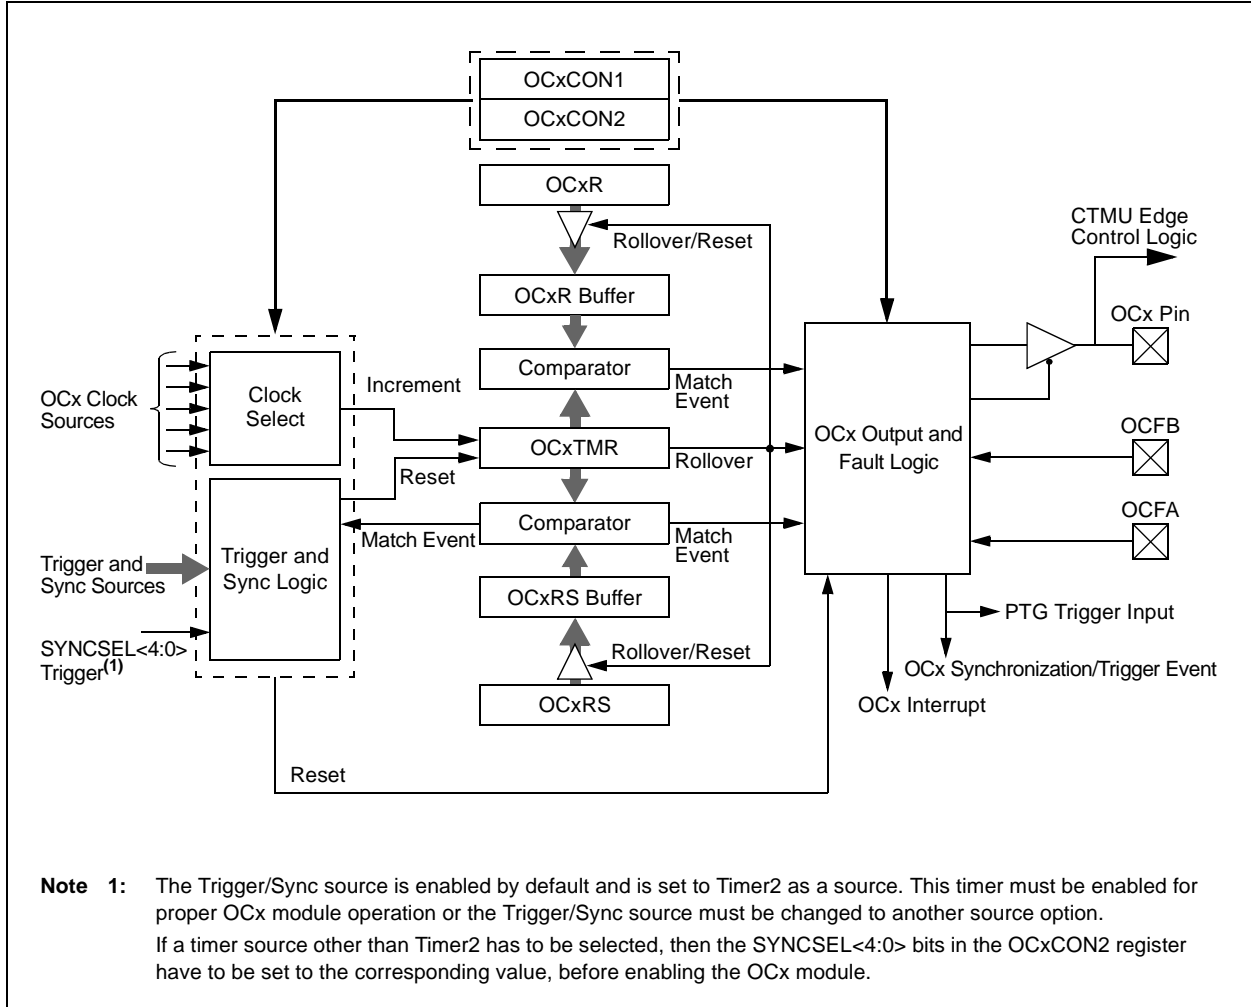 OCxCON1
OCxCON2
OCxR
Rollover/Reset
CTMU Edge
Control Logic
OCxR Buffer
OCx Pin
Comparator
Match
Event
Increment
OCx Clock
Sources
Clock
Select
OCxTMR
Rollover
OCx Output and
Fault Logic
OCFB
Reset
Comparator
Match Event
Match
Event
OCFA
Trigger and
Sync Sources
Trigger and
Sync Logic
OCxRS Buffer
PTG Trigger Input
SYNCSEL<4:0>
Trigger(1)
Rollover/Reset
OCx Synchronization/Trigger Event
OCxRS
OCx Interrupt
Reset
Note 1: The Trigger/Sync source is enabled by default and is set to Timer2 as a source. This timer must be enabled for
proper OCx module operation or the Trigger/Sync source must be changed to another source option.
If a timer source other than Timer2 has to be selected, then the SYNCSEL<4:0> bits in the OCxCON2 register
have to be set to the corresponding value, before enabling the OCx module.